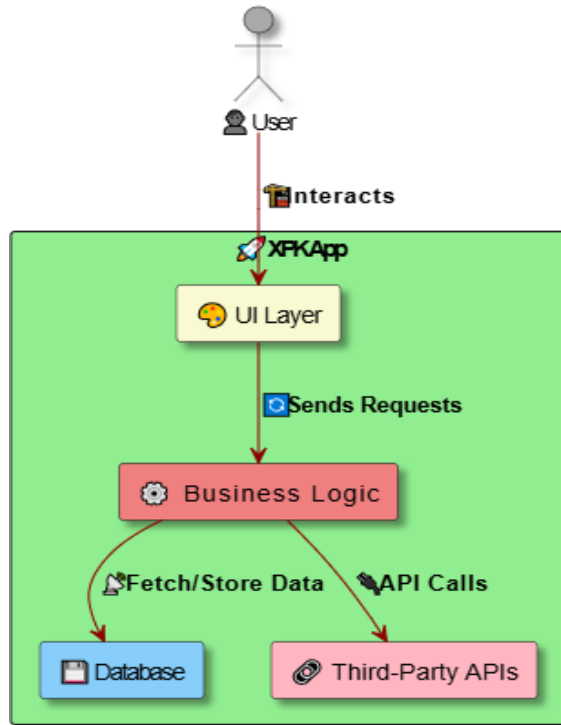 User
Interacts
XPKApp
UI Layer
Sends Requests
Business Logic
Fetch/Store Data
API Calls
Database
Third-Party APIs